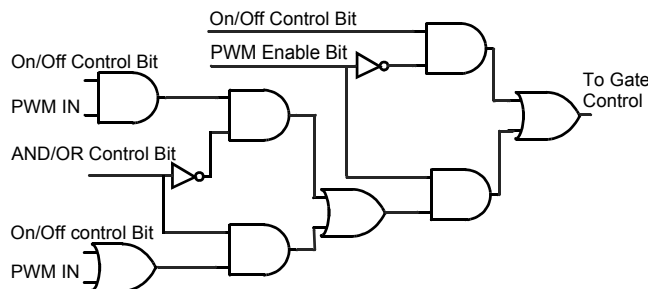 On/Off Control Bit
PWM Enable Bit
On/Off Control Bit
PWM IN
To Gate
Control
AND/OR Control Bit
On/Off control Bit
PWM IN